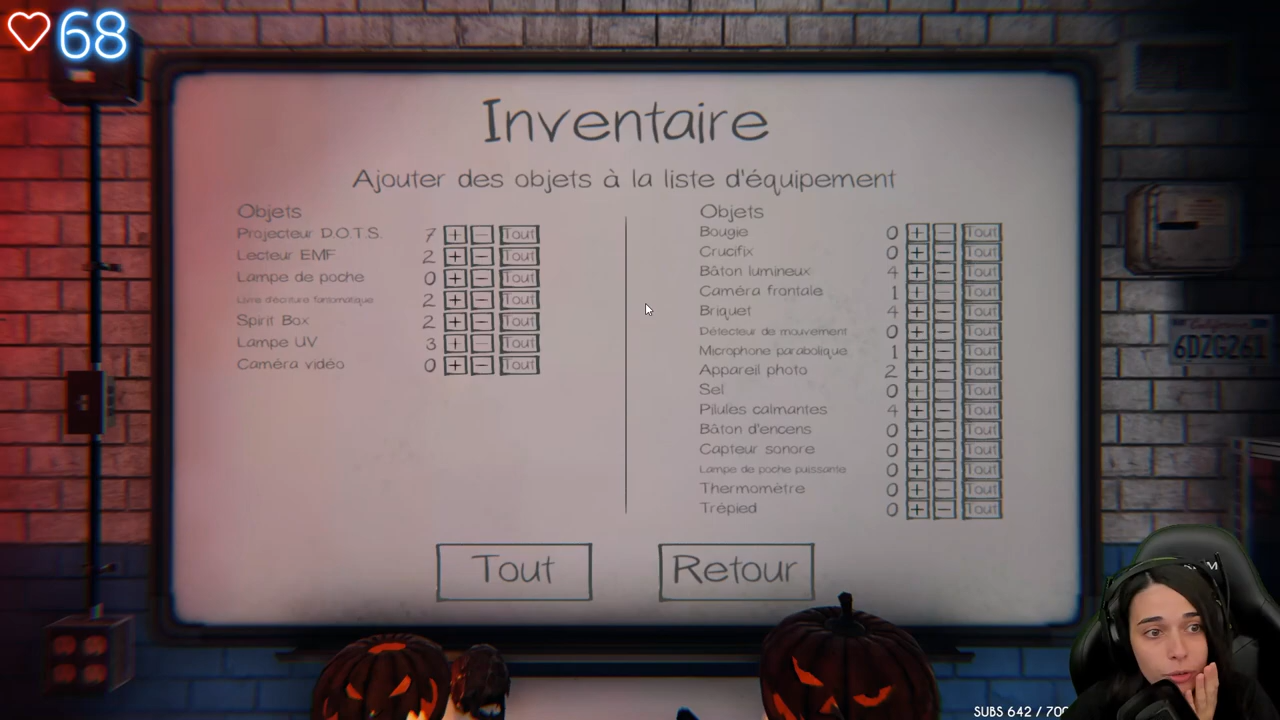 68
Inventaire
Ajouter des objets à la liste d'équipement
Objets
Projecteur D.O.T.S. 7 + - Tout
Lecteur EMF 2 + - Tout
Lampe de poche 0 + - Tout
Livre d'écriture fantomatique 2 + - Tout
Spirit Box 2 + - Tout
Lampe UV 3 + - Tout
Caméra vidéo 0 + - Tout
Objets
Bougie 0 + - Tout
Crucifix 0 + - Tout
Bâton lumineux 4 + - Tout
Caméra frontale 1 + - Tout
Briquet 4 + - Tout
Détecteur de mouvement 0 + - Tout
Microphone parabolique 1 + - Tout
Appareil photo 2 + - Tout
Sel 0 + - Tout
Pilules calmantes 4 + - Tout
Bâton d'encens 0 + - Tout
Capteur sonore 0 + - Tout
Lampe de poche puissante 0 + - Tout
Thermomètre 0 + - Tout
Trépied 0 + - Tout
Tout
Retour
California
6DZG261
SUBS 642 / 700